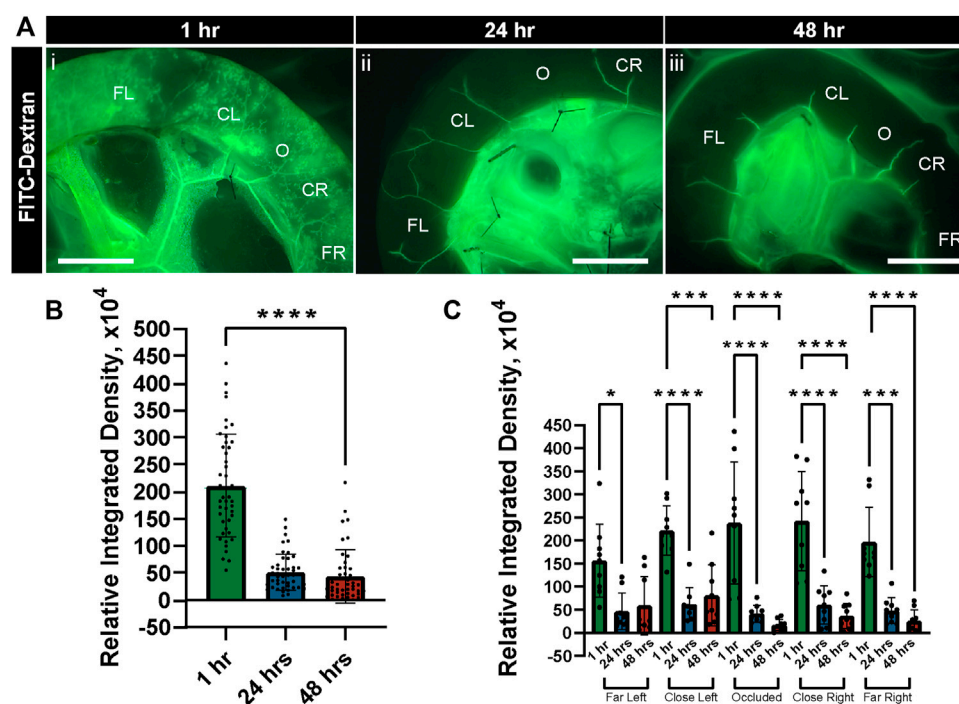 A
1 hr
24 hr
48 hr
FITC-Dextran
i
FL
CL
O
CR
FR
ii
O
CR
CL
FL
iii
CL
O
FL
CR
FR
B
Relative Integrated Density, x10⁴
****
500
450
400
350
300
250
200
150
100
50
0
-50
1 hr
24 hrs
48 hrs
C
Relative Integrated Density, x10⁴
*** **** ****
**** ****
* **** **** ***
450
400
350
300
250
200
150
100
50
0
-50
1 hr 24 hrs 48 hrs 1 hr 24 hrs 48 hrs 1 hr 24 hrs 48 hrs 1 hr 24 hrs 48 hrs 1 hr 24 hrs 48 hrs
Far Left Close Left Occluded Close Right Far Right